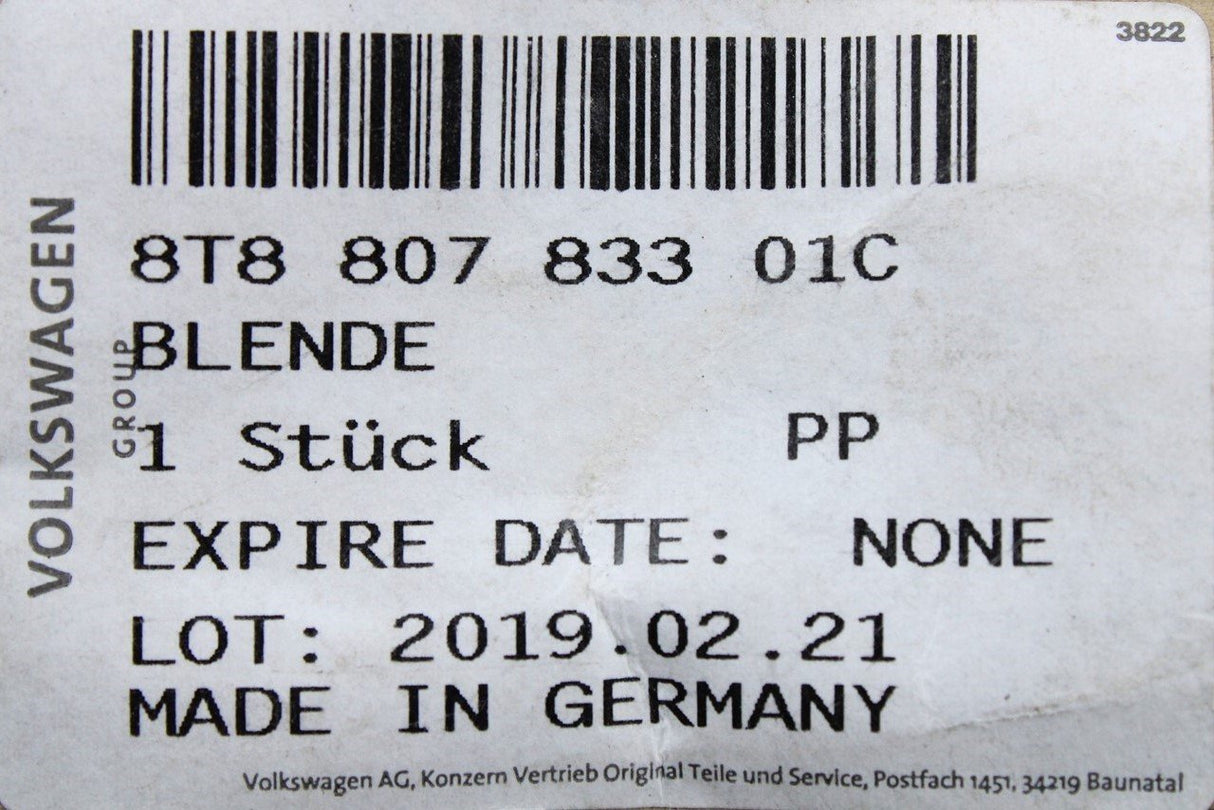 3822
VOLKSWAGEN
GROUP
8T8 807 833 01C
BLENDE
1 Stück PP
EXPIRE DATE: NONE
LOT: 2019.02.21
MADE IN GERMANY
Volkswagen AG, Konzern Vertrieb Original Teile und Service, Postfach 1451, 34219 Baunatal